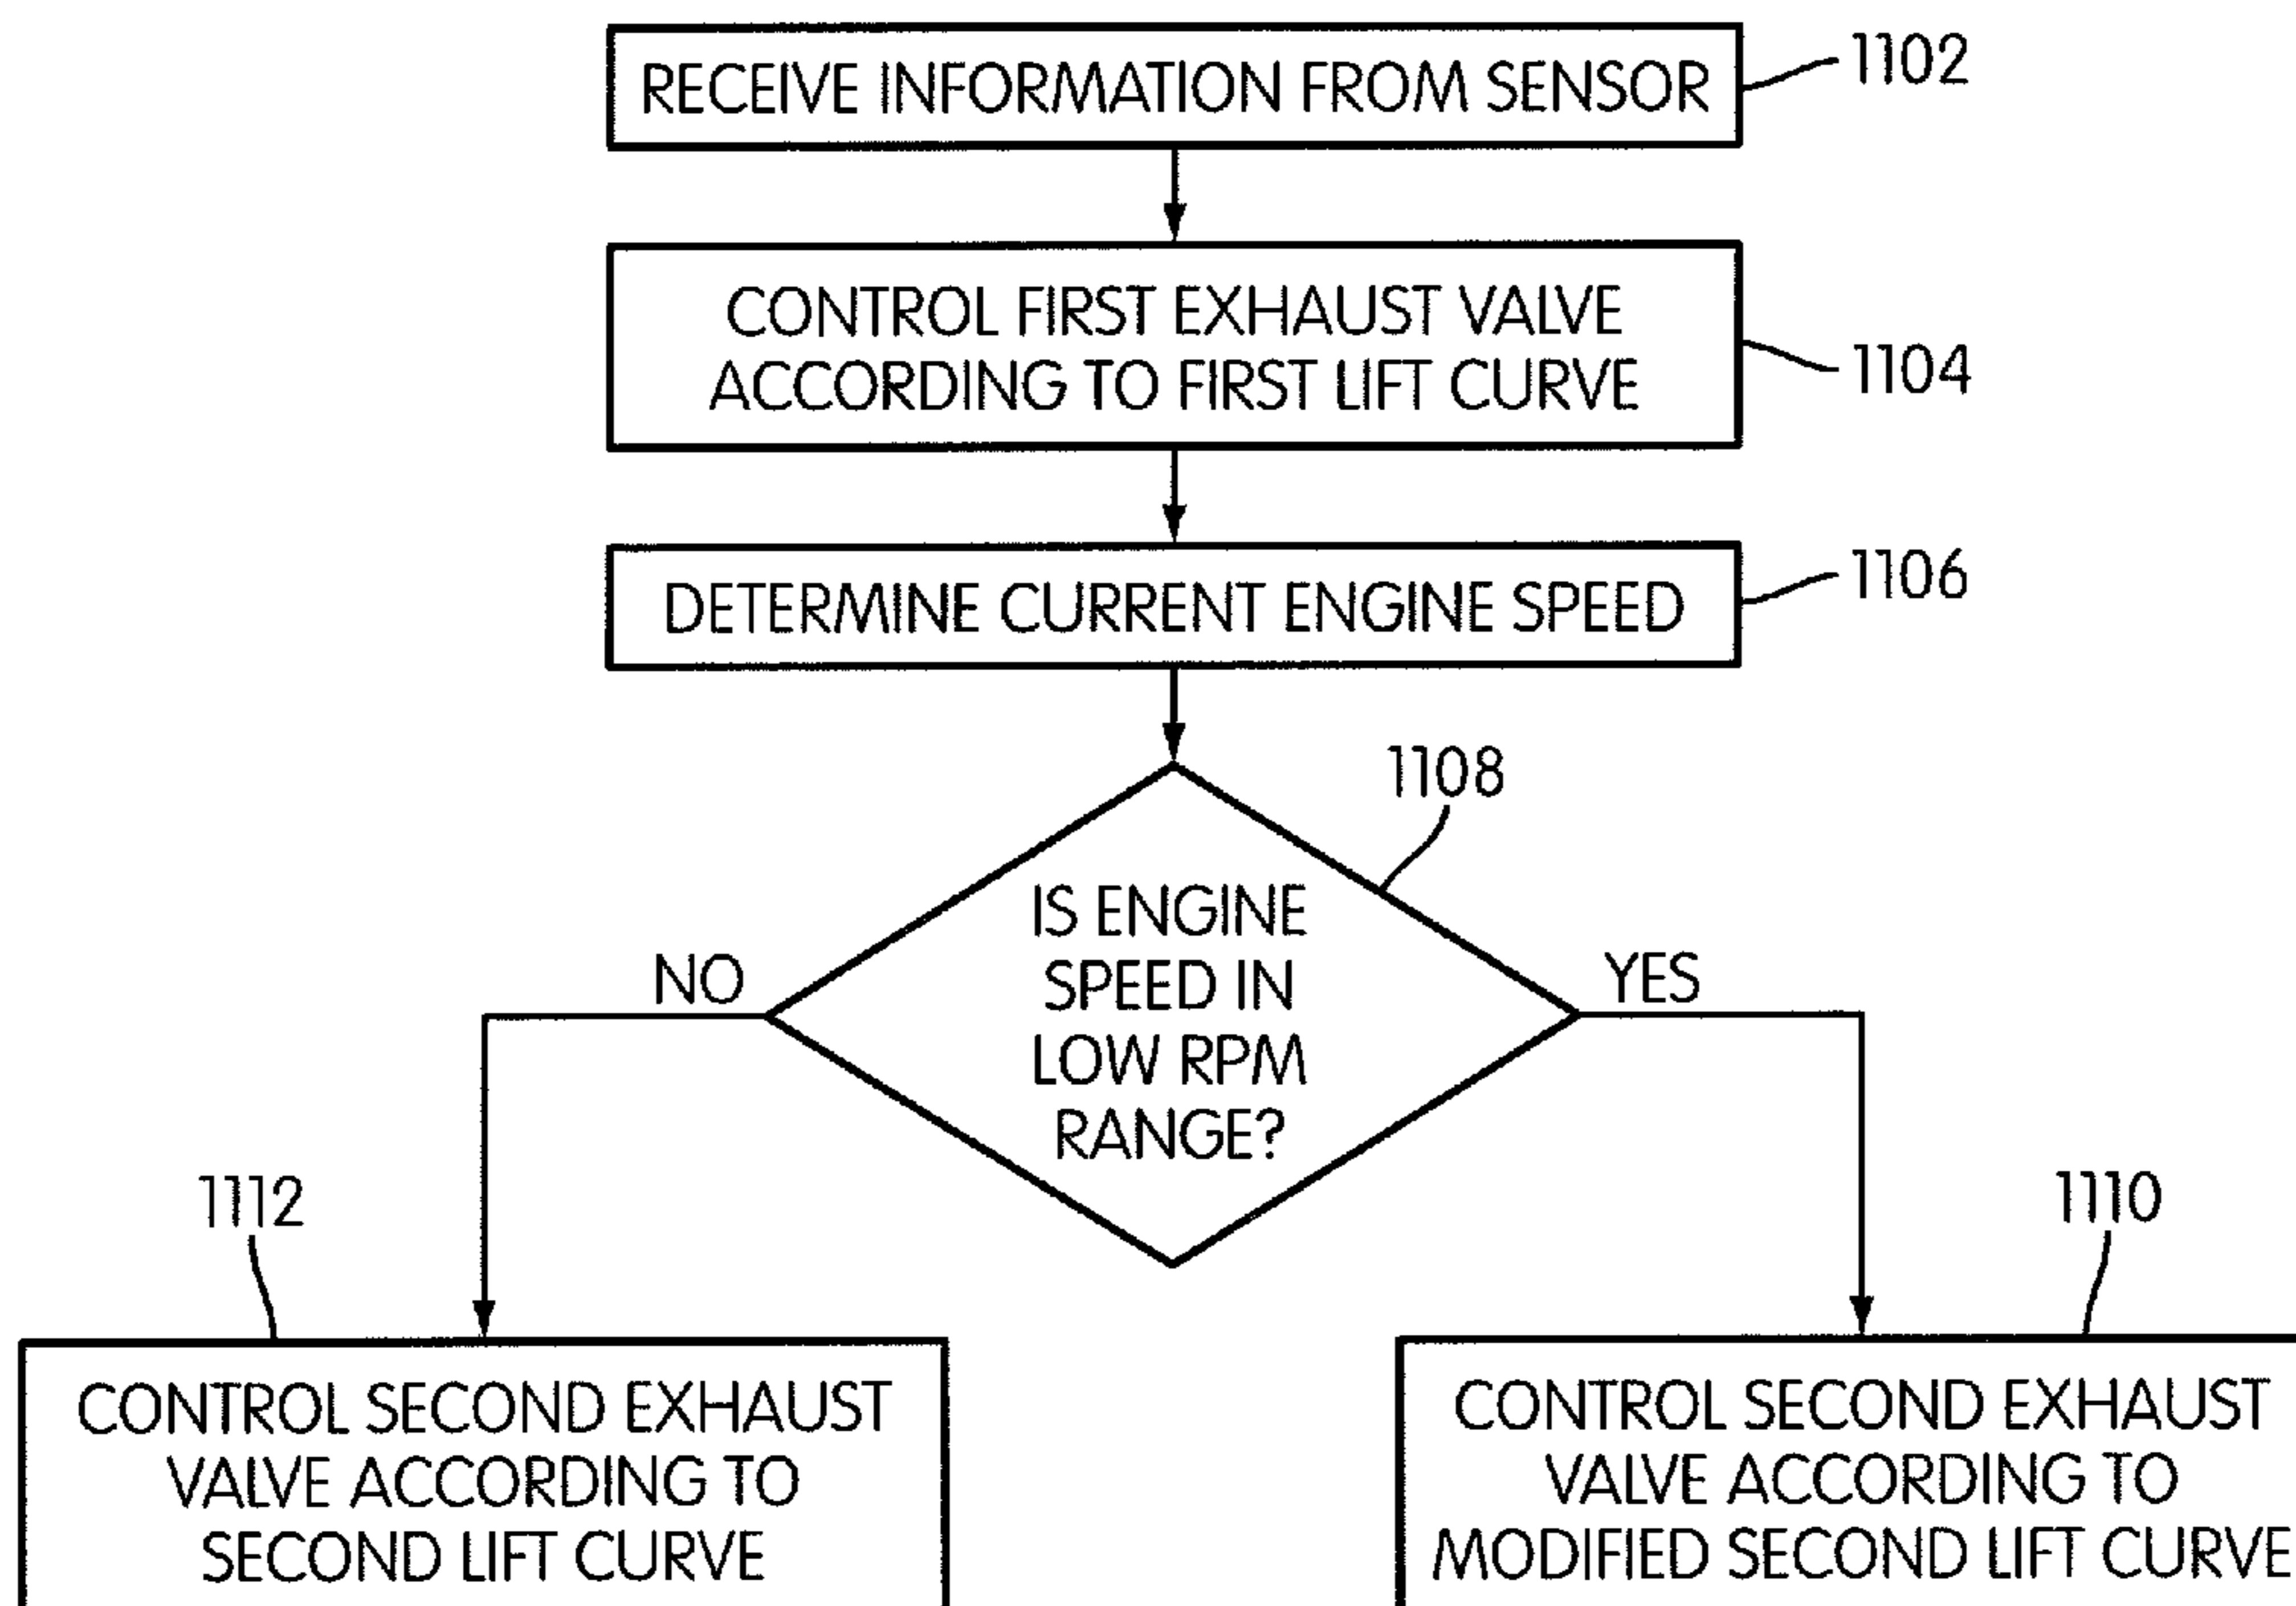 RECEIVE INFORMATION FROM SENSOR
1102
CONTROL FIRST EXHAUST VALVE
ACCORDING TO FIRST LIFT CURVE
1104
DETERMINE CURRENT ENGINE SPEED
1106
1108
IS ENGINE
SPEED IN
LOW RPM
RANGE?
NO
YES
1112
1110
CONTROL SECOND EXHAUST
VALVE ACCORDING TO
SECOND LIFT CURVE
CONTROL SECOND EXHAUST
VALVE ACCORDING TO
MODIFIED SECOND LIFT CURVE